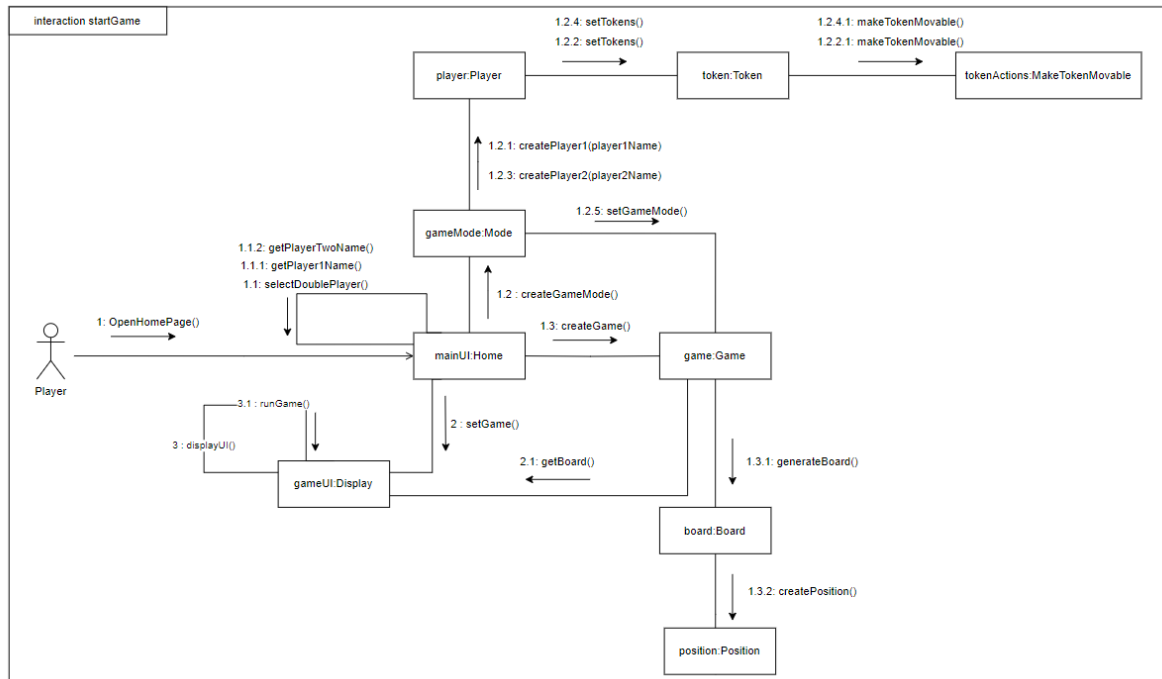 interaction startGame
1.2.4: setTokens()
1.2.2: setTokens()
1.2.4.1: makeTokenMovable()
1.2.2.1: makeTokenMovable()
player:Player
token:Token
tokenActions:MakeTokenMovable
1.2.1: createPlayer1(player1Name)
1.2.3: createPlayer2(player2Name)
1.2.5: setGameMode()
gameMode:Mode
1.1.2: getPlayerTwoName()
1.1.1: getPlayer1Name()
1.1: selectDoublePlayer()
1.2 : createGameMode()
1: OpenHomePage()
1.3: createGame()
mainUI:Home
game:Game
Player
3.1 : runGame()
2 : setGame()
3 : displayUI()
2.1: getBoard()
1.3.1: generateBoard()
gameUI:Display
board:Board
1.3.2: createPosition()
position:Position